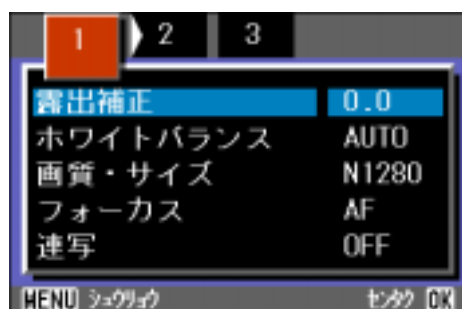 1 2 3
露出補正 0.0
ホワイトバランス AUTO
画質・サイズ N1280
フォーカス AF
連写 OFF
MENU シュウリョウ センタク OK